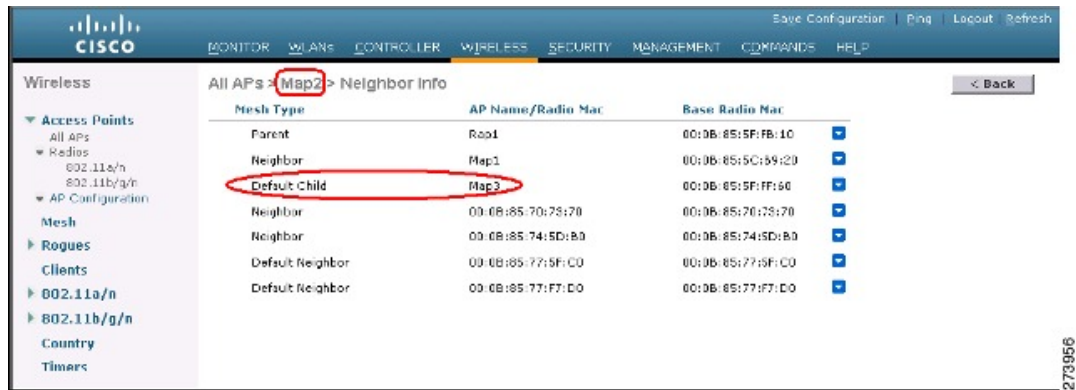 Save Configuration | Ping | Logout Refresh
CISCO
MONITOR WLANs CONTROLLER WIRELESS SECURITY MANAGEMENT COMMANDS HELP
Wireless
Access Points
All APs
Radios
802.11a/n
802.11b/g/n
AP Configuration
Mesh
Rogues
Clients
802.11a/n
802.11b/g/n
Country
Timers
All APs > Map2 > Neighbor Info
< Back
Mesh Type AP Name/Radio Mac Base Radio Mac
Parent Rap1 00:0B:85:5F:FB:10
Neighbor Map1 00:0B:85:5C:B9:20
Default Child Map3 00:0B:85:5F:FF:60
Neighbor 00:0B:85:70:73:70 00:0B:85:70:73:70
Neighbor 00:0B:85:74:5D:B0 00:0B:85:74:5D:B0
Default Neighbor 00:0B:85:77:5F:C0 00:0B:85:77:5F:C0
Default Neighbor 00:0B:85:77:F7:D0 00:0B:85:77:F7:D0
273956